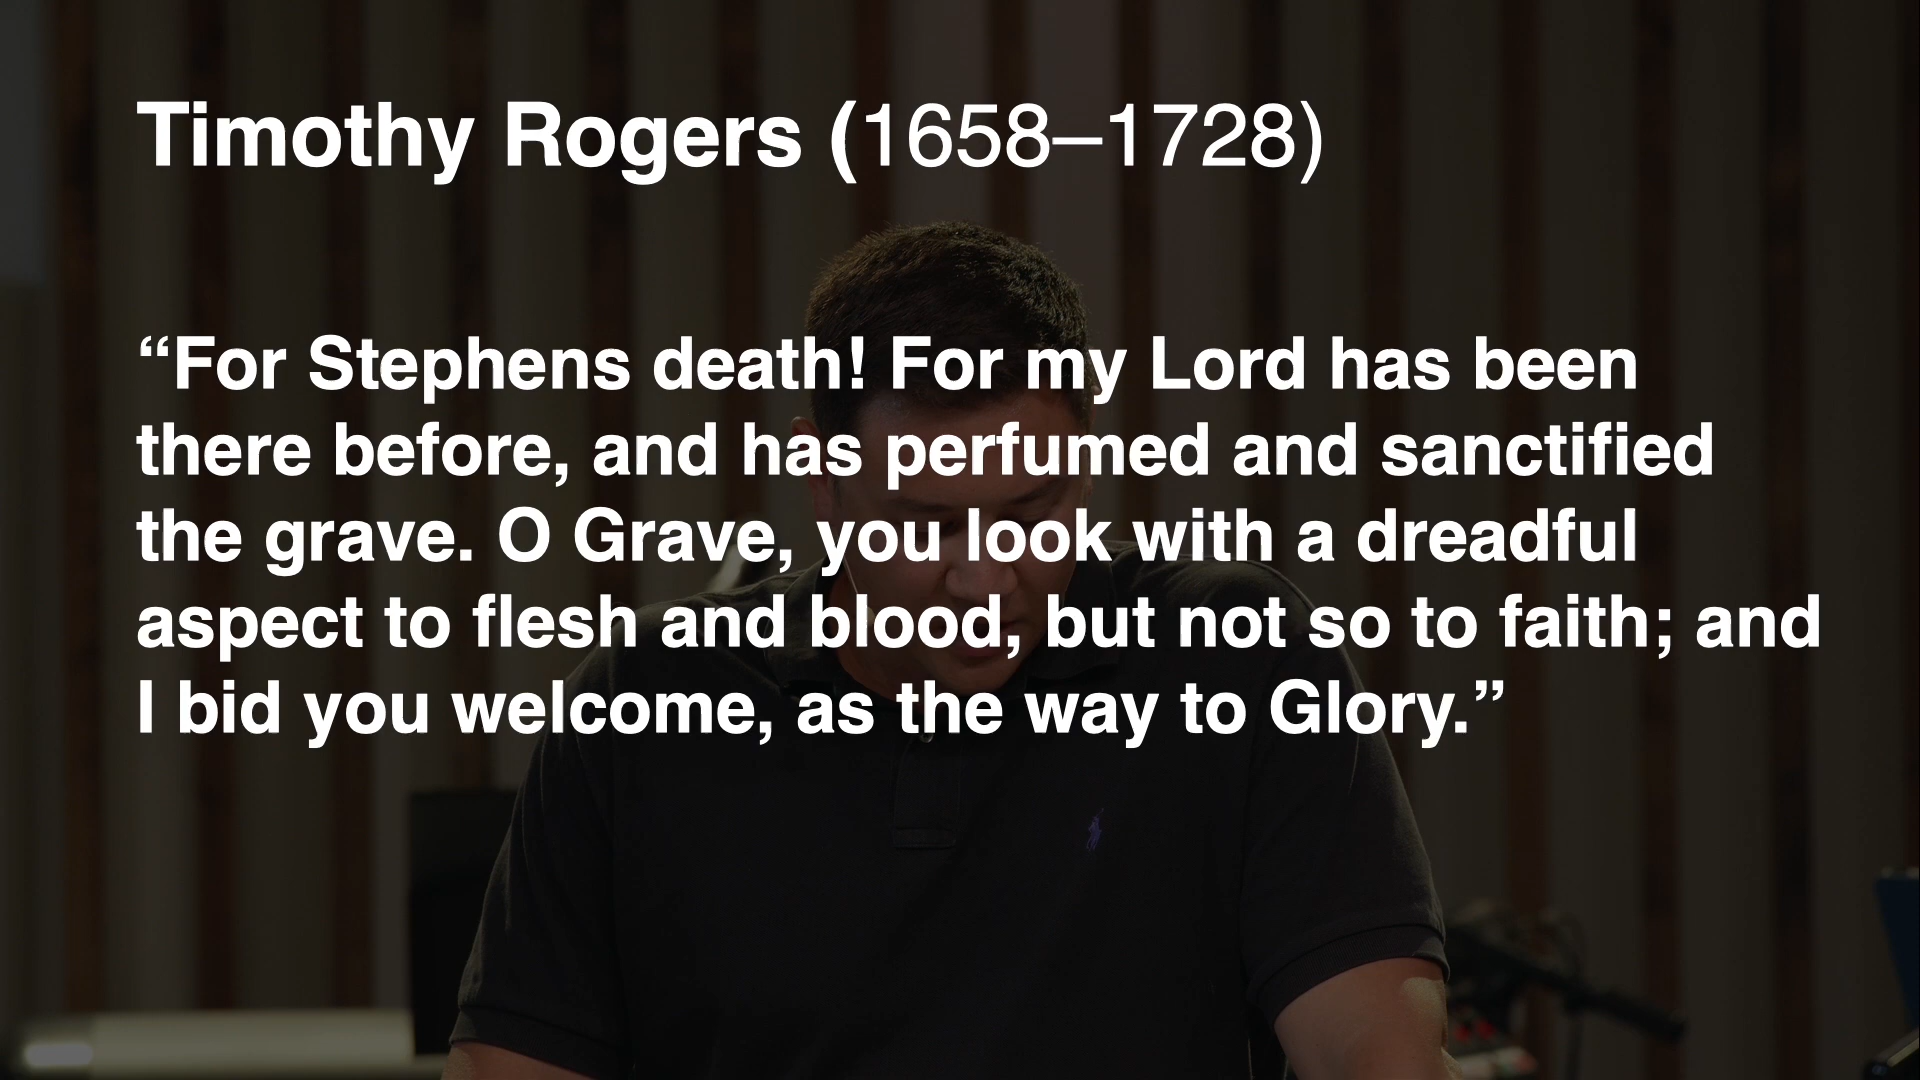 Timothy Rogers (1658–1728)
“For Stephens death! For my Lord has been
there before, and has perfumed and sanctified
the grave. O Grave, you look with a dreadful
aspect to flesh and blood, but not so to faith; and
I bid you welcome, as the way to Glory.”